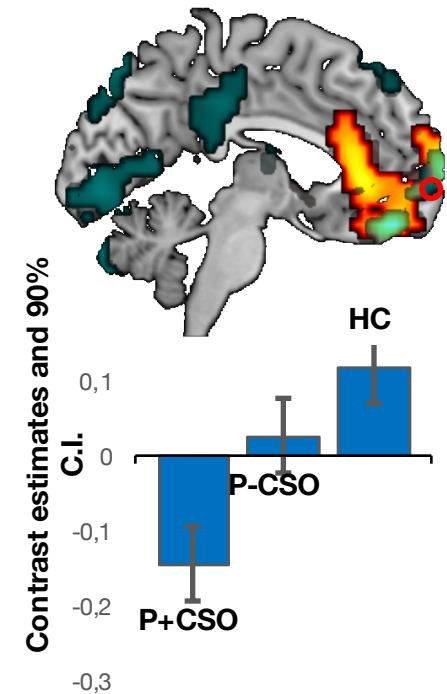 HC
Contrast estimates and 90%
C.I.
0,1
0
P-CSO
-0,1
-0,2
P+CSO
-0,3